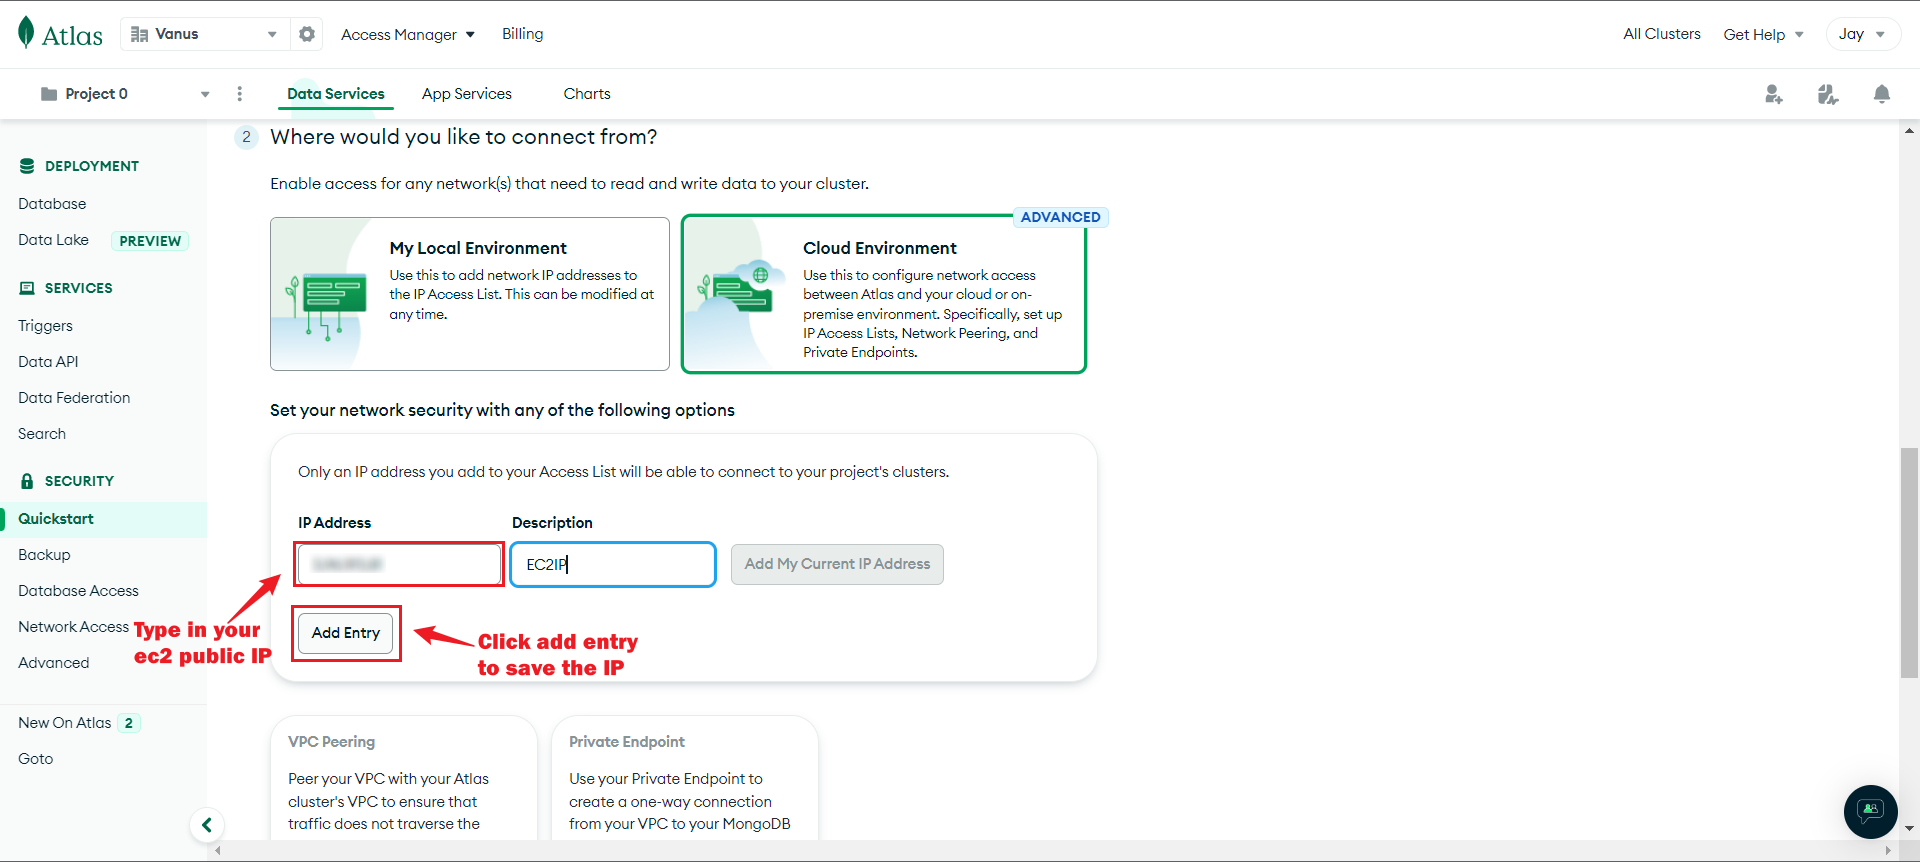 Atlas
Vanus
Access Manager
Billing
All Clusters
Get Help
Jay
Project 0
Data Services
App Services
Charts
DEPLOYMENT
Database
Data Lake
PREVIEW
SERVICES
Triggers
Data API
Data Federation
Search
SECURITY
Quickstart
Backup
Database Access
Network Access
Advanced
New On Atlas
2
Goto
2
Where would you like to connect from?
Enable access for any network(s) that need to read and write data to your cluster.
My Local Environment
Use this to add network IP addresses to
the IP Access List. This can be modified at
any time.
ADVANCED
Cloud Environment
Use this to configure network access
between Atlas and your cloud or on-
premise environment. Specifically, set up
IP Access Lists, Network Peering, and
Private Endpoints.
Set your network security with any of the following options
Only an IP address you add to your Access List will be able to connect to your project's clusters.
IP Address
Description
EC2IP
Add My Current IP Address
Type in your
ec2 public IP
Add Entry
Click add entry
to save the IP
VPC Peering
Peer your VPC with your Atlas
cluster's VPC to ensure that
traffic does not traverse the
Private Endpoint
Use your Private Endpoint to
create a one-way connection
from your VPC to your MongoDB